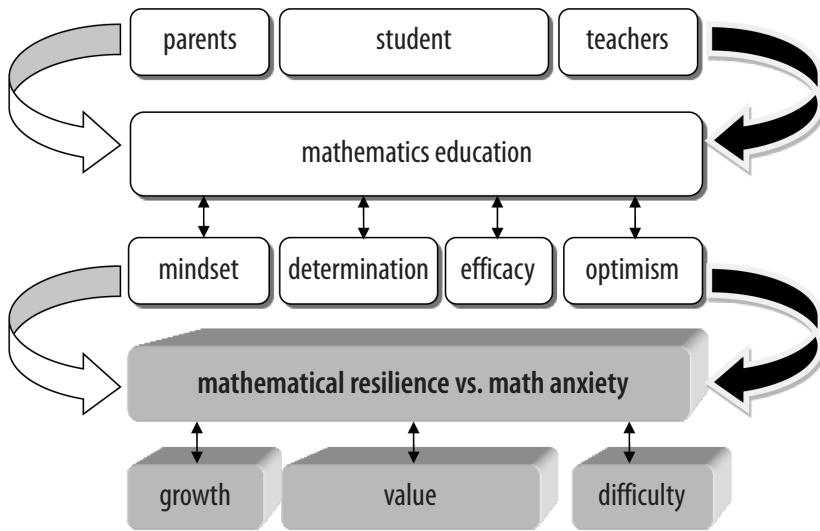 parents student teachers
mathematics education
mindset determination efficacy optimism
mathematical resilience vs. math anxiety
growth value difficulty